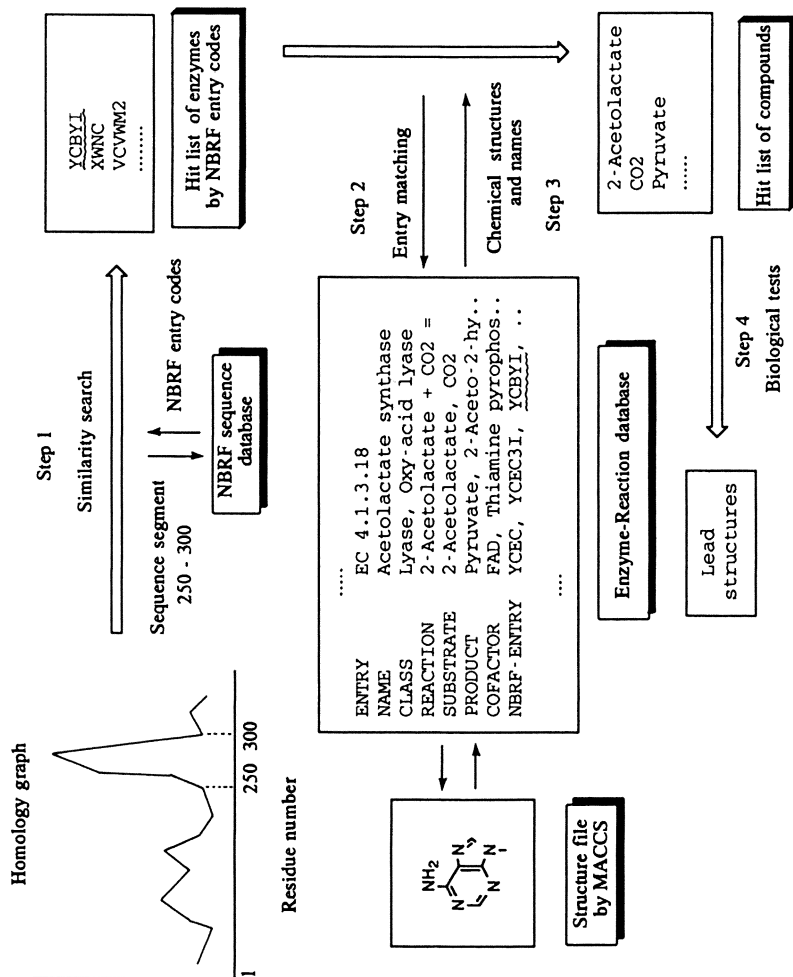 Homology graph
1
250 300
Residue number
Step 1
Similarity search
Sequence segment
250 - 300
NBRF entry codes
NBRF sequence
database
YCBYI
XWNC
VCVWM2
........
Hit list of enzymes
by NBRF entry codes
Step 2
Entry matching
Chemical structures
and names
Step 3
.....
ENTRY EC 4.1.3.18
NAME Acetolactate synthase
CLASS Lyase, Oxy-acid lyase
REACTION 2-Acetolactate + CO2 =
SUBSTRATE 2-Acetolactate, CO2
PRODUCT Pyruvate, 2-Aceto-2-hy..
COFACTOR FAD, Thiamine pyrophos..
NBRF-ENTRY YCEC, YCEC3I, YCBYI, ..
.....
Enzyme-Reaction database
NH2
N N
N N
Structure file
by MACCS
2-Acetolactate
CO2
Pyruvate
......
Hit list of compounds
Step 4
Biological tests
Lead
structures